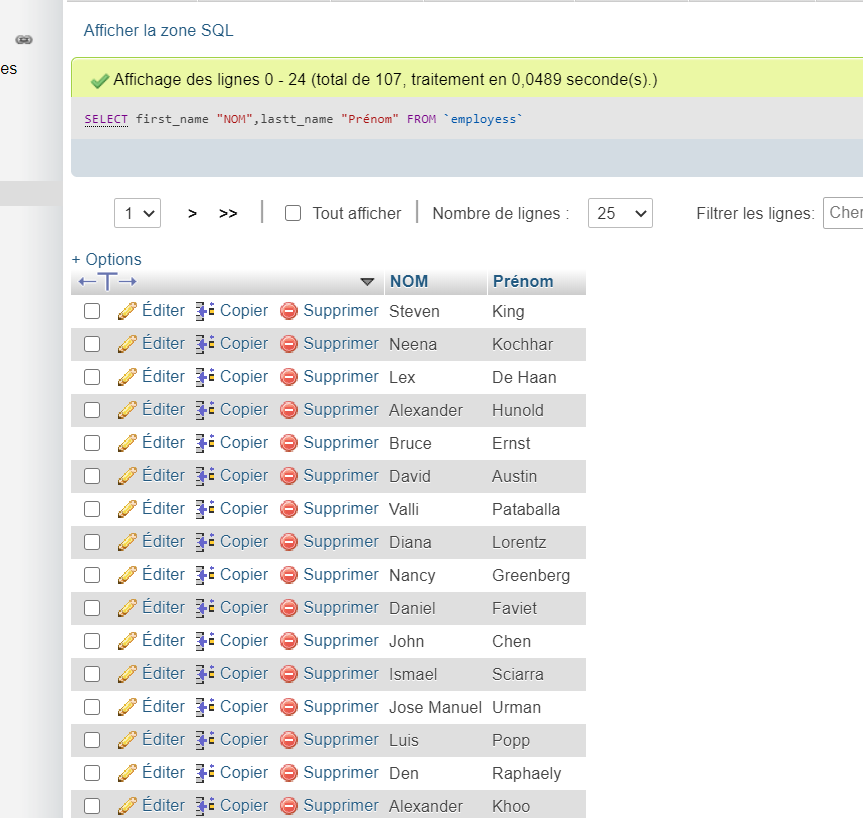 Afficher la zone SQL
es
Affichage des lignes 0 - 24 (total de 107, traitement en 0,0489 seconde(s).)
SELECT first_name "NOM",lastt_name "Prénom" FROM `employess`
1 > >> | Tout afficher | Nombre de lignes : 25 Filtrer les lignes: Cher
+ Options
←T→ NOM Prénom
Éditer Copier Supprimer Steven King
Éditer Copier Supprimer Neena Kochhar
Éditer Copier Supprimer Lex De Haan
Éditer Copier Supprimer Alexander Hunold
Éditer Copier Supprimer Bruce Ernst
Éditer Copier Supprimer David Austin
Éditer Copier Supprimer Valli Pataballa
Éditer Copier Supprimer Diana Lorentz
Éditer Copier Supprimer Nancy Greenberg
Éditer Copier Supprimer Daniel Faviet
Éditer Copier Supprimer John Chen
Éditer Copier Supprimer Ismael Sciarra
Éditer Copier Supprimer Jose Manuel Urman
Éditer Copier Supprimer Luis Popp
Éditer Copier Supprimer Den Raphaely
Éditer Copier Supprimer Alexander Khoo